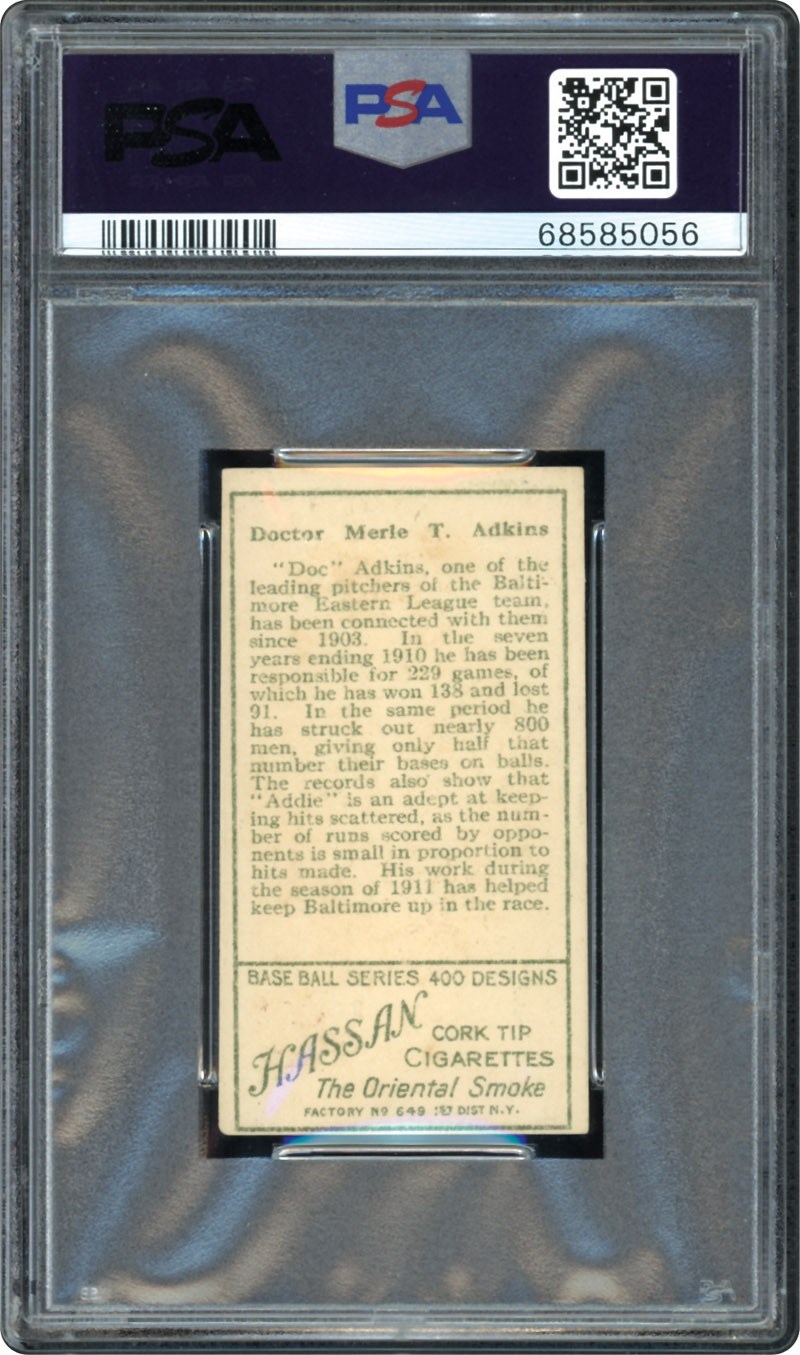 PSA
PSA
68585056
Doctor Merle T. Adkins
"Doc" Adkins, one of the
leading pitchers of the Balti-
more Eastern League team,
has been connected with them
since 1903. In the seven
years ending 1910 he has been
responsible for 229 games, of
which he has won 138 and lost
91. In the same period he
has struck out nearly 800
men, giving only half that
number their bases on balls.
The records also show that
"Addie" is an adept at keep-
ing hits scattered, as the num-
ber of runs scored by oppo-
nents is small in proportion to
hits made. His work during
the season of 1911 has helped
keep Baltimore up in the race.
BASE BALL SERIES 400 DESIGNS
HASSAN
CORK TIP
CIGARETTES
The Oriental Smoke
FACTORY Nº 649 DIST N.Y.